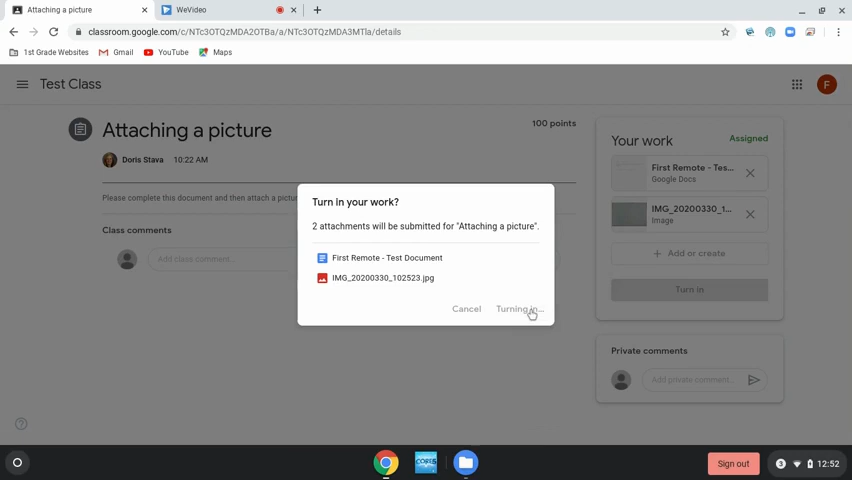 Attaching a picture
WeVideo
classroom.google.com/c/NTc3OTQzMDA2OTBa/a/NTc3OTQzMDA3MTla/details
1st Grade Websites
Gmail
YouTube
Maps
Test Class
F
Attaching a picture
100 points
Doris Stava
10:22 AM
Please complete this document and then attach a pictu
Class comments
Add class comment...
Your work
Assigned
First Remote - Tes...
Google Docs
IMG_20200330_1...
Image
Add or create
Turn in
Private comments
Add private comment...
Turn in your work?
2 attachments will be submitted for "Attaching a picture".
First Remote - Test Document
IMG_20200330_102523.jpg
Cancel
Turning in...
CORE5
Sign out
3
12:52